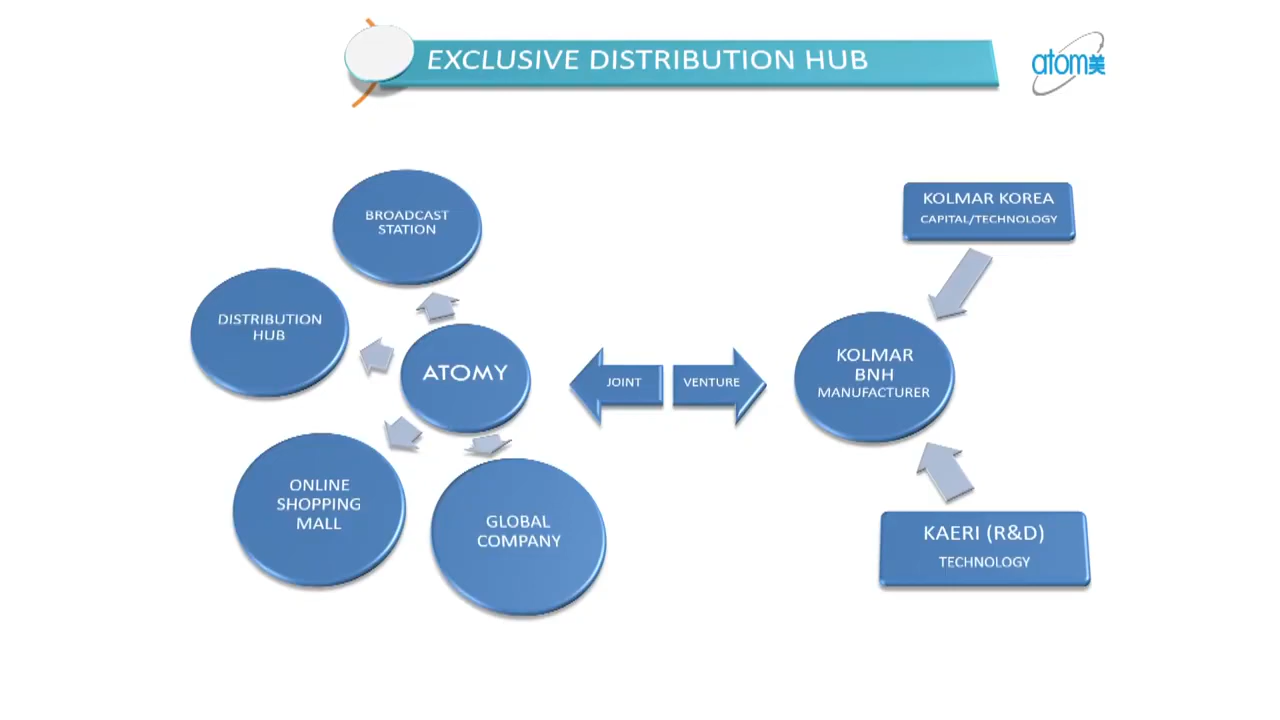 EXCLUSIVE DISTRIBUTION HUB
atom美
BROADCAST
STATION
DISTRIBUTION
HUB
ATOMY
ONLINE
SHOPPING
MALL
GLOBAL
COMPANY
JOINT
VENTURE
KOLMAR KOREA
CAPITAL/TECHNOLOGY
KOLMAR
BNH
MANUFACTURER
KAERI (R&D)
TECHNOLOGY